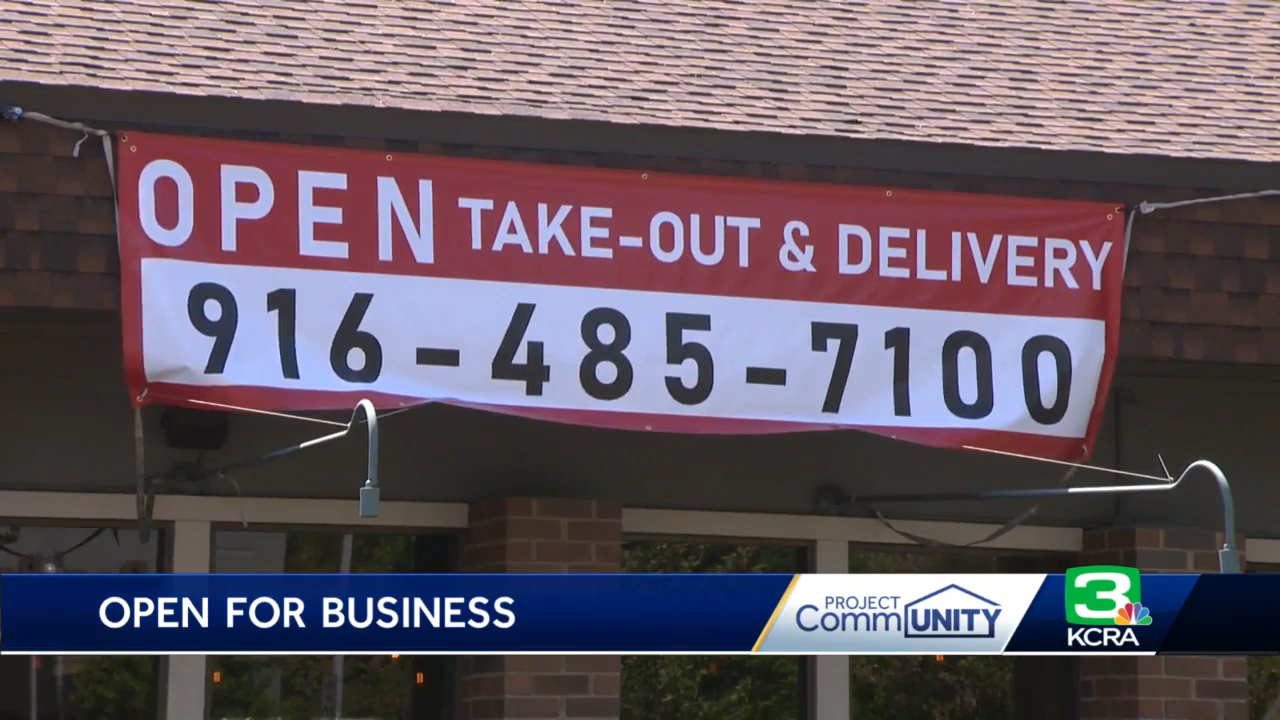 OPEN TAKE-OUT & DELIVERY
916-485-7100
OPEN FOR BUSINESS
PROJECT
CommUNITY
3
KCRA